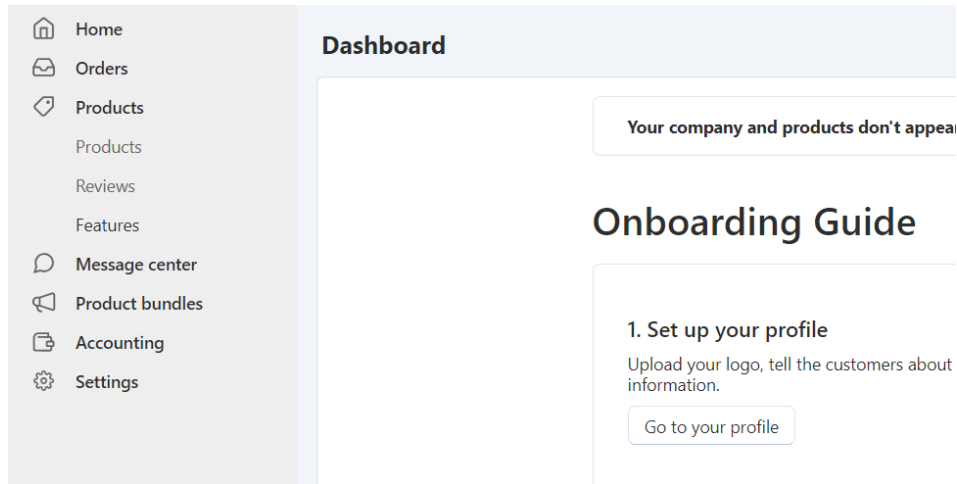 Home
Orders
Products
Products
Reviews
Features
Message center
Product bundles
Accounting
Settings
Dashboard
Your company and products don't appear
Onboarding Guide
1. Set up your profile
Upload your logo, tell the customers about
information.
Go to your profile